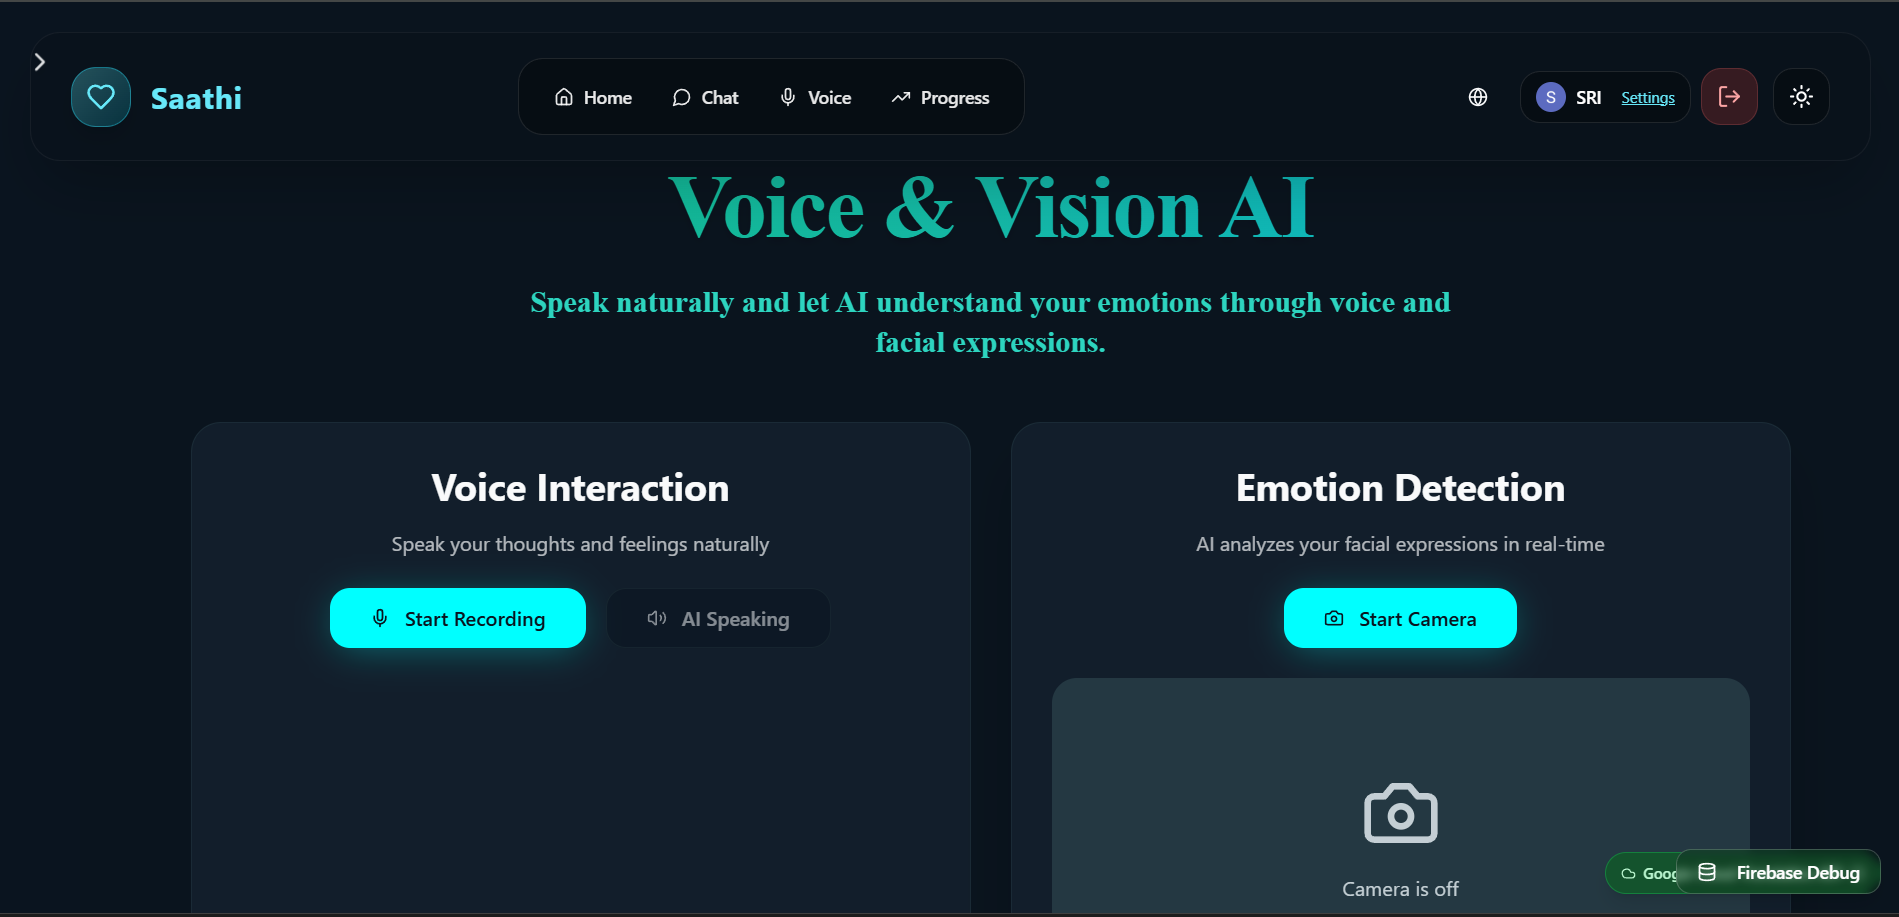 Saathi
Home
Chat
Voice
Progress
S
SRI
Settings
Voice & Vision AI
Speak naturally and let AI understand your emotions through voice and
facial expressions.
Voice Interaction
Speak your thoughts and feelings naturally
Start Recording
AI Speaking
Emotion Detection
AI analyzes your facial expressions in real-time
Start Camera
Camera is off
Firebase Debug